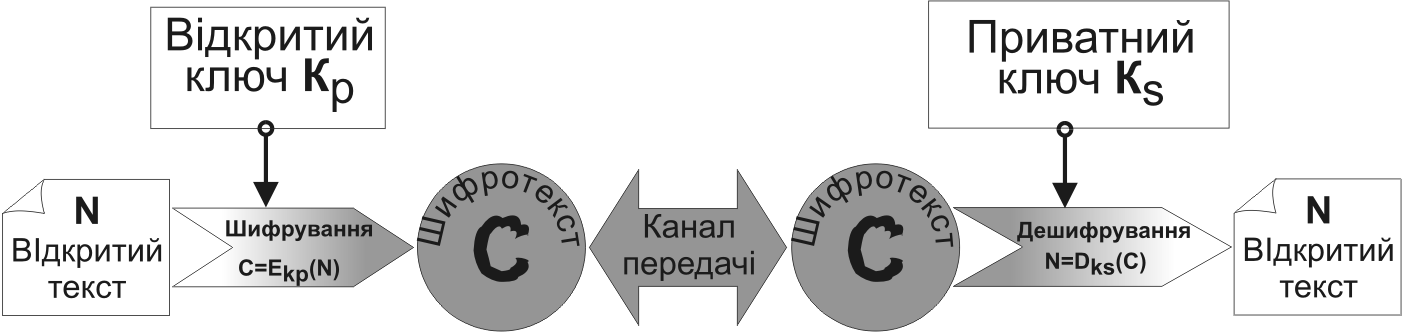 Відкритий
ключ Kp
Приватний
ключ Ks
N
ВІдкритий
текст
Шифрування
C=Ekp(N)
Шифротекст
C
Канал
передачі
Шифротекст
C
Дешифрування
N=Dks(C)
N
ВІдкритий
текст